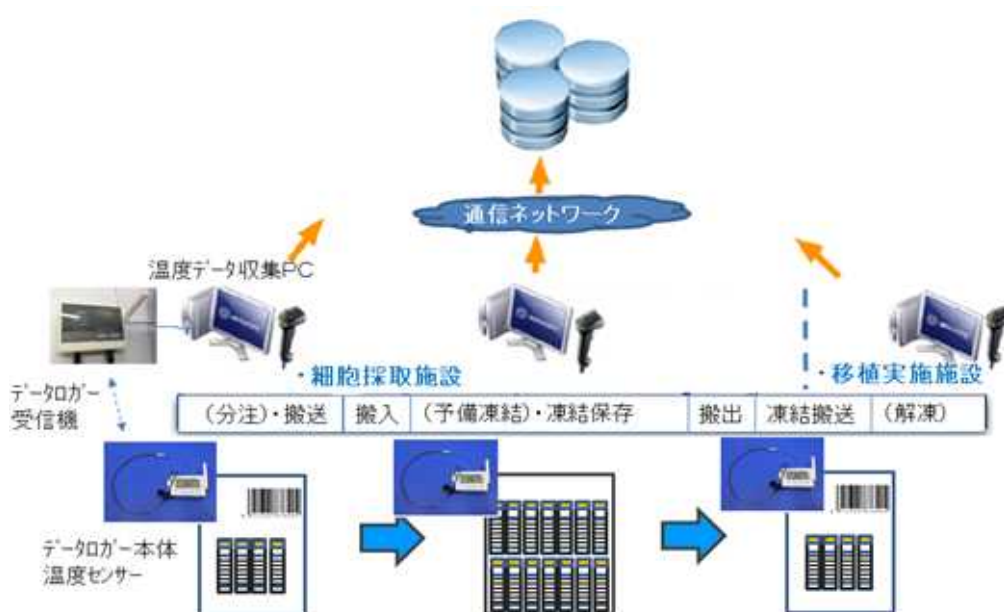 通信ネットワーク
温度データ収集PC
・細胞採取施設
・移植実施施設
データロガー
受信機
(分注)・搬送
搬入
(予備凍結)・凍結保存
搬出
凍結搬送
(解凍)
データロガー本体
温度センサー